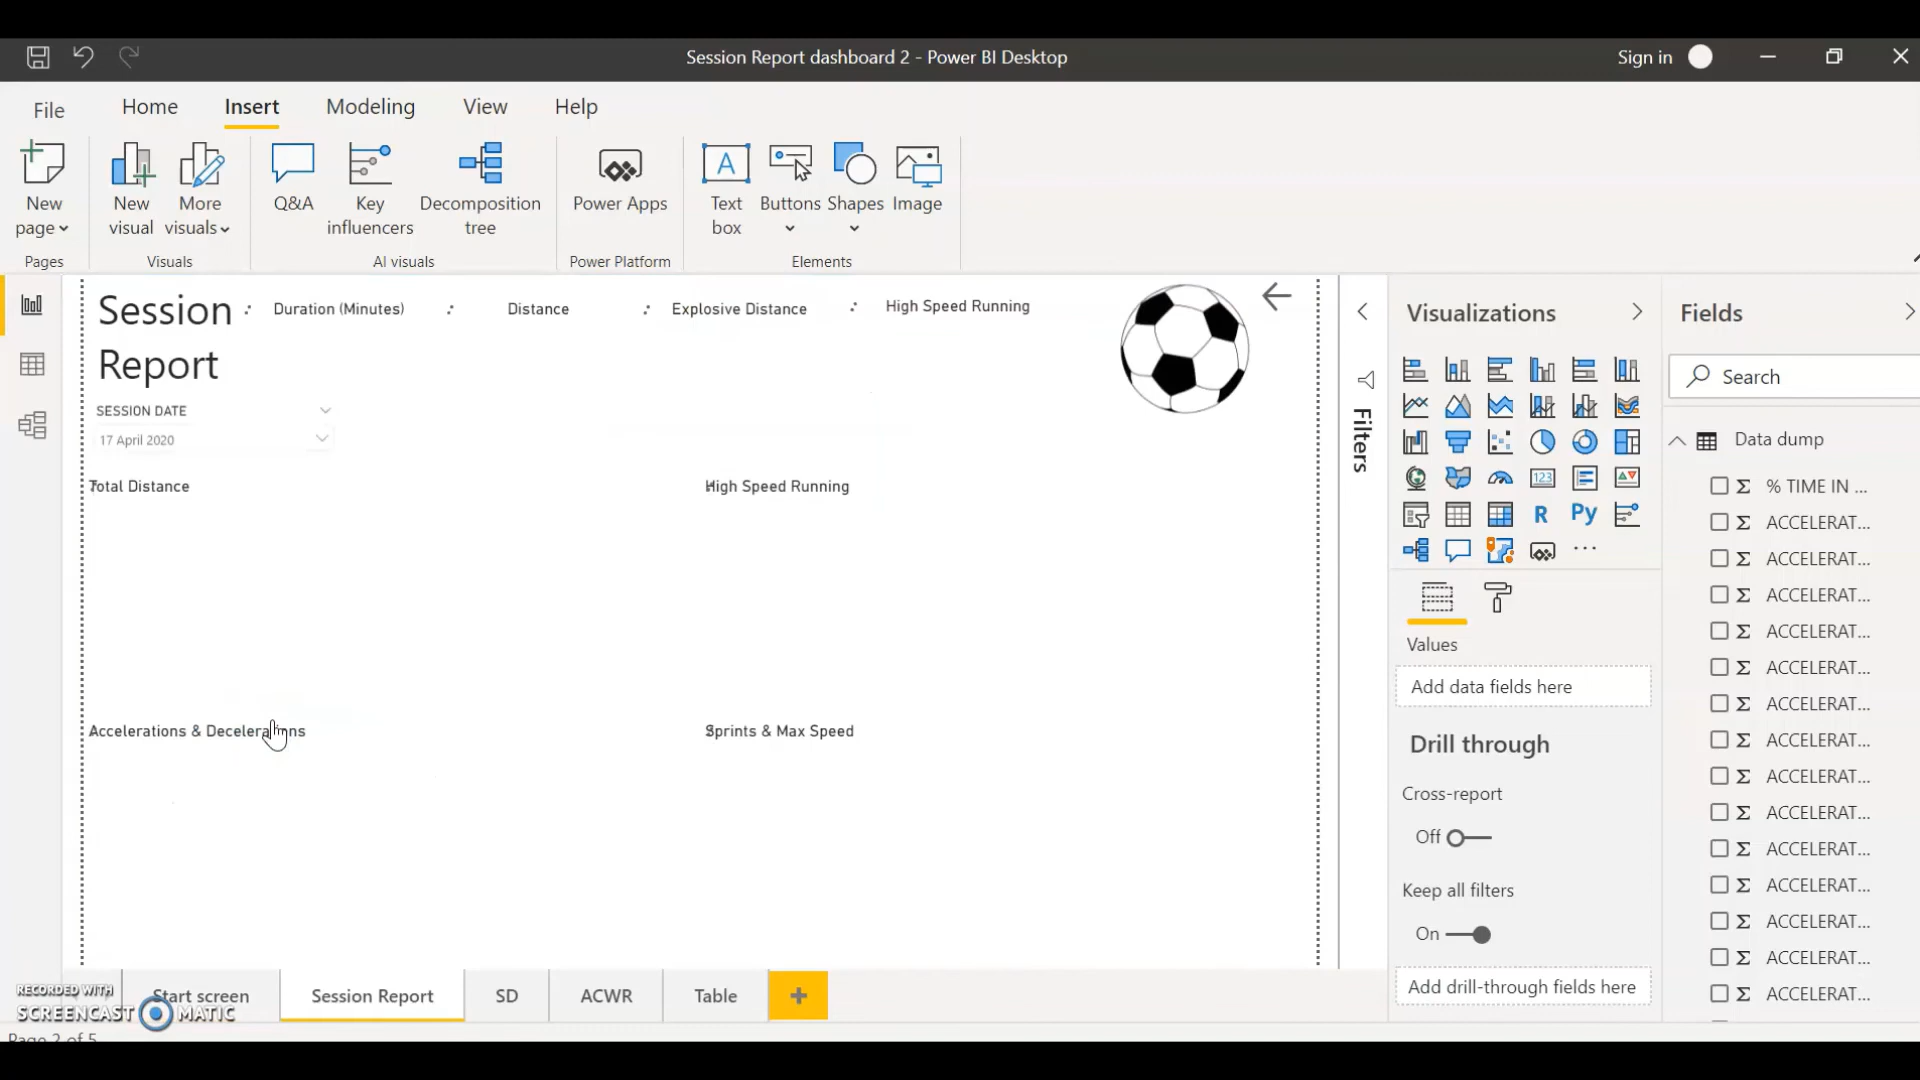 Session Report dashboard 2 - Power BI Desktop
Sign in
File
Home
Insert
Modeling
View
Help
New
page
New
visual
More
visuals
Q&A
Key
influencers
Decomposition
tree
Power Apps
Text
box
Buttons
Shapes
Image
Pages
Visuals
AI visuals
Power Platform
Elements
Session
Report
Duration (Minutes)
Distance
Explosive Distance
High Speed Running
SESSION DATE
17 April 2020
Total Distance
High Speed Running
Accelerations & Decelerations
Sprints & Max Speed
Filters
Visualizations
123
R
Py
Values
Add data fields here
Drill through
Cross-report
Off
Keep all filters
On
Add drill-through fields here
Fields
Search
Data dump
Σ % TIME IN ...
Σ ACCELERAT...
Σ ACCELERAT...
Σ ACCELERAT...
Σ ACCELERAT...
Σ ACCELERAT...
Σ ACCELERAT...
Σ ACCELERAT...
Σ ACCELERAT...
Σ ACCELERAT...
Σ ACCELERAT...
Σ ACCELERAT...
Σ ACCELERAT...
Σ ACCELERAT...
Σ ACCELERAT...
Start screen
Session Report
SD
ACWR
Table
+
RECORDED WITH
SCREENCAST MATIC
Page 2 of 5